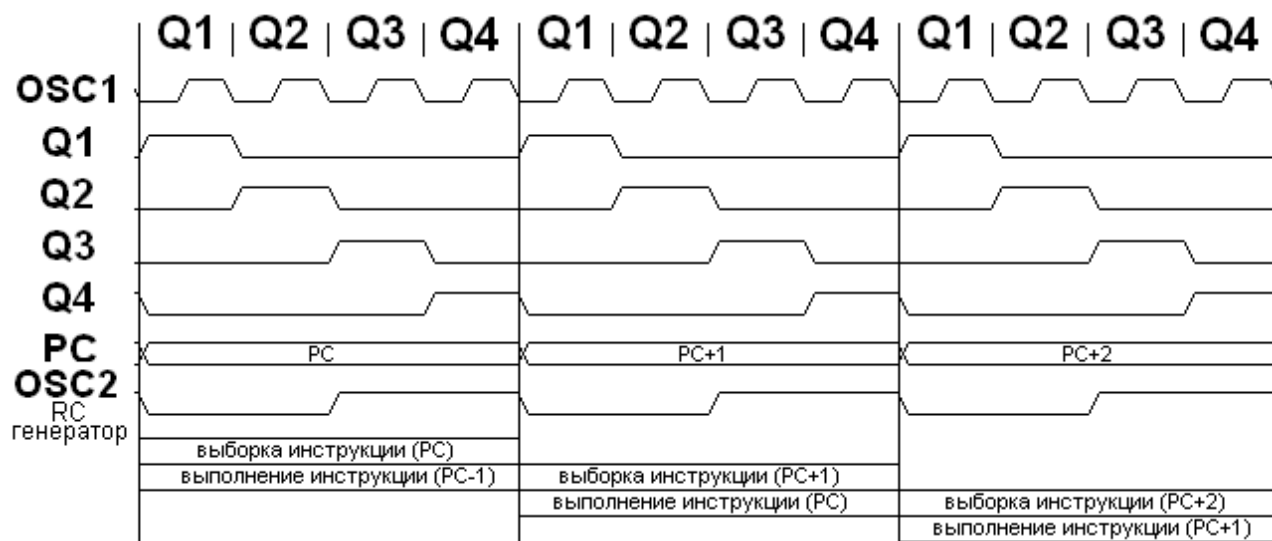 Q1 | Q2 | Q3 | Q4 | Q1 | Q2 | Q3 | Q4 | Q1 | Q2 | Q3 | Q4
OSC1
Q1
Q2
Q3
Q4
PC PC PC+1 PC+2
OSC2
RC
генератор
выборка инструкции (PC)
выполнение инструкции (PC-1) выборка инструкции (PC+1)
выполнение инструкции (PC) выборка инструкции (PC+2)
выполнение инструкции (PC+1)